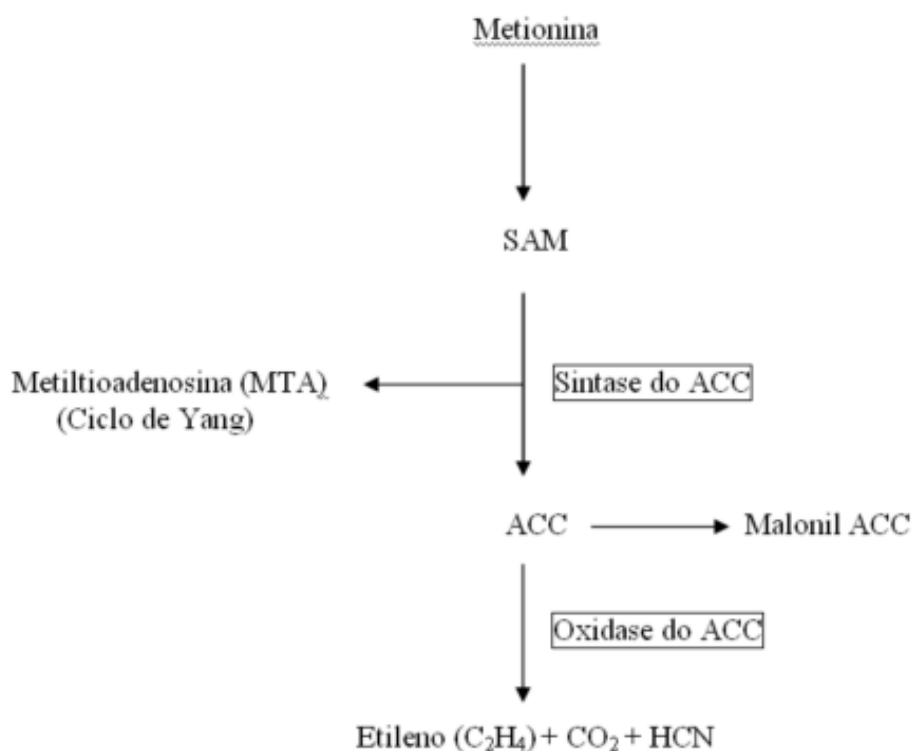 Metionina
SAM
Metiltioadenosina (MTA)
(Ciclo de Yang)
Sintase do ACC
ACC
Malonil ACC
Oxidase do ACC
Etileno (C₂H₄) + CO₂ + HCN